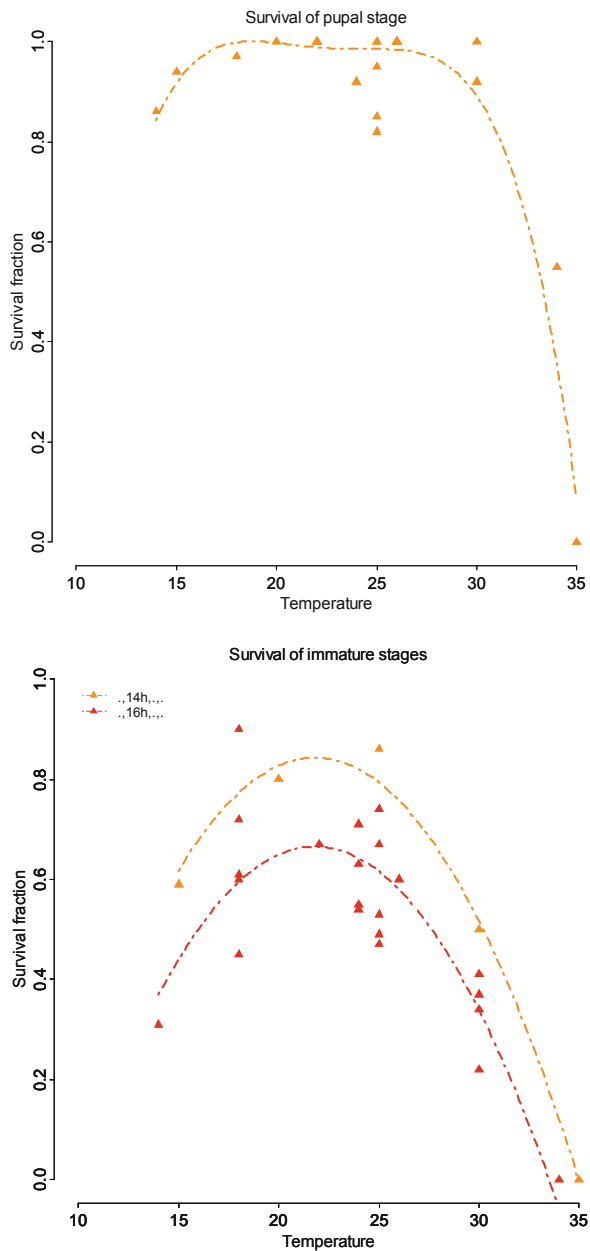 Survival of pupal stage
1.0
0.8
0.6
0.4
0.2
0.0
Survival fraction
10 15 20 25 30 35
Temperature
Survival of immature stages
.,14h,.,.
.,16h,.,.
1.0
0.8
0.6
0.4
0.2
0.0
Survival fraction
10 15 20 25 30 35
Temperature